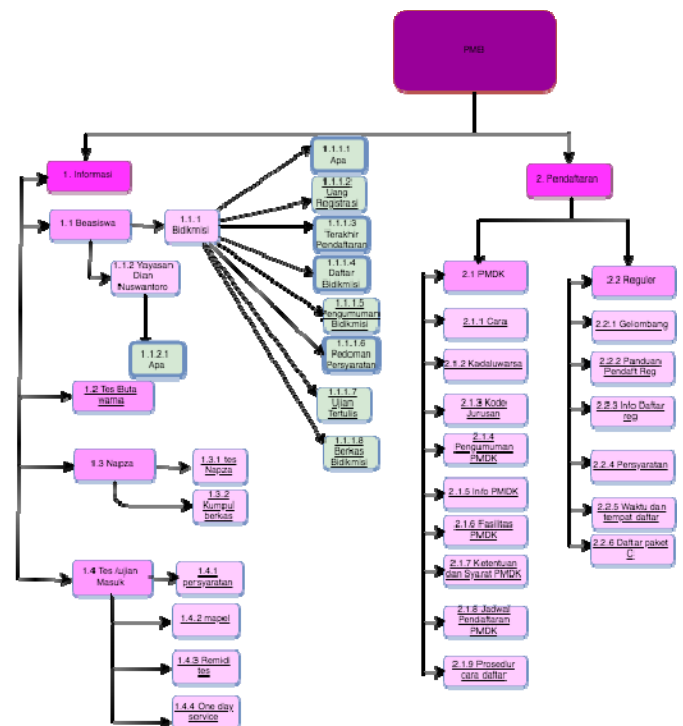 PMB
1. Informasi
1.1 Beasiswa
1.1.1
Bidikmisi
1.1.1.1
Apa
1.1.1.2
Uang
Registrasi
1.1.1.3
Terakhir
Pendaftaran
1.1.1.4
Daftar
Bidikmisi
1.1.1.5
Pengumuman
Bidikmisi
1.1.1.6
Pedoman
Persyaratan
1.1.1.7
Ujian
Tertulis
1.1.1.8
Berkas
Bidikmisi
1.1.2 Yayasan
Dian
Nuswantoro
1.1.2.1
Apa
1.2 Tes Buta
warna
1.3 Napza
1.3.1 tes
Napza
1.3.2
Kumpul
berkas
1.4 Tes /ujian
Masuk
1.4.1
persyaratan
1.4.2 mapel
1.4.3 Remidi
tes
1.4.4 One day
service
2. Pendaftaran
2.1 PMDK
2.1.1 Cara
2.1.2 Kadaluwarsa
2.1.3 Kode
Jurusan
2.1.4
Pengumuman
PMDK
2.1.5 Info PMDK
2.1.6 Fasilitas
PMDK
2.1.7 Ketentuan
dan Syarat PMDK
2.1.8 Jadwal
Pendaftaran
PMDK
2.1.9 Prosedur
cara daftar
2.2 Reguler
2.2.1 Gelombang
2.2.2 Panduan
Pendaft Reg
2.2.3 Info Daftar
reg
2.2.4 Persyaratan
2.2.5 Waktu dan
tempat daftar
2.2.6 Daftar paket
C